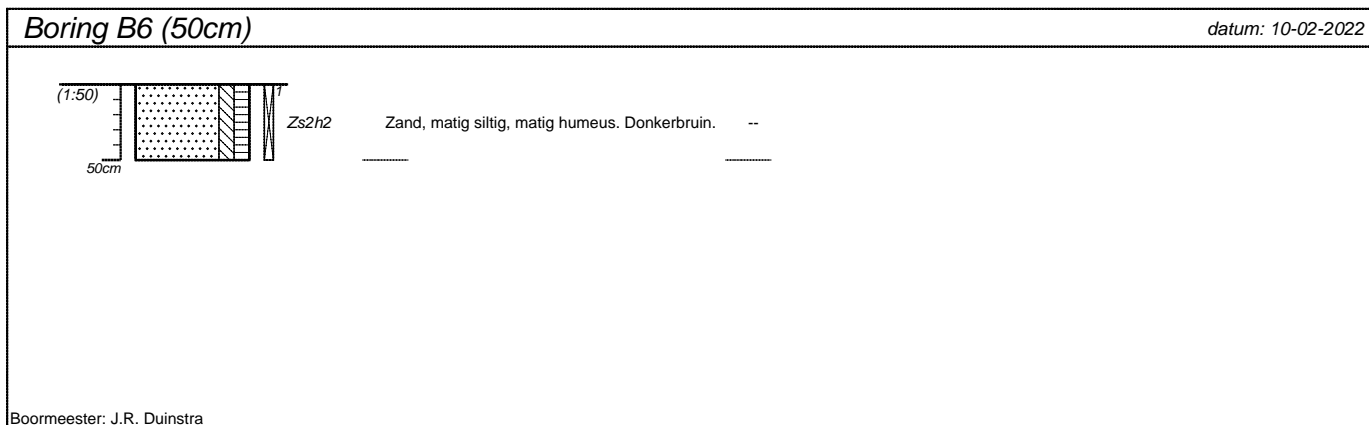 Boring B6 (50cm) datum: 10-02-2022
(1:50) 1
Zs2h2 Zand, matig siltig, matig humeus. Donkerbruin. --
50cm
Boormeester: J.R. Duinstra